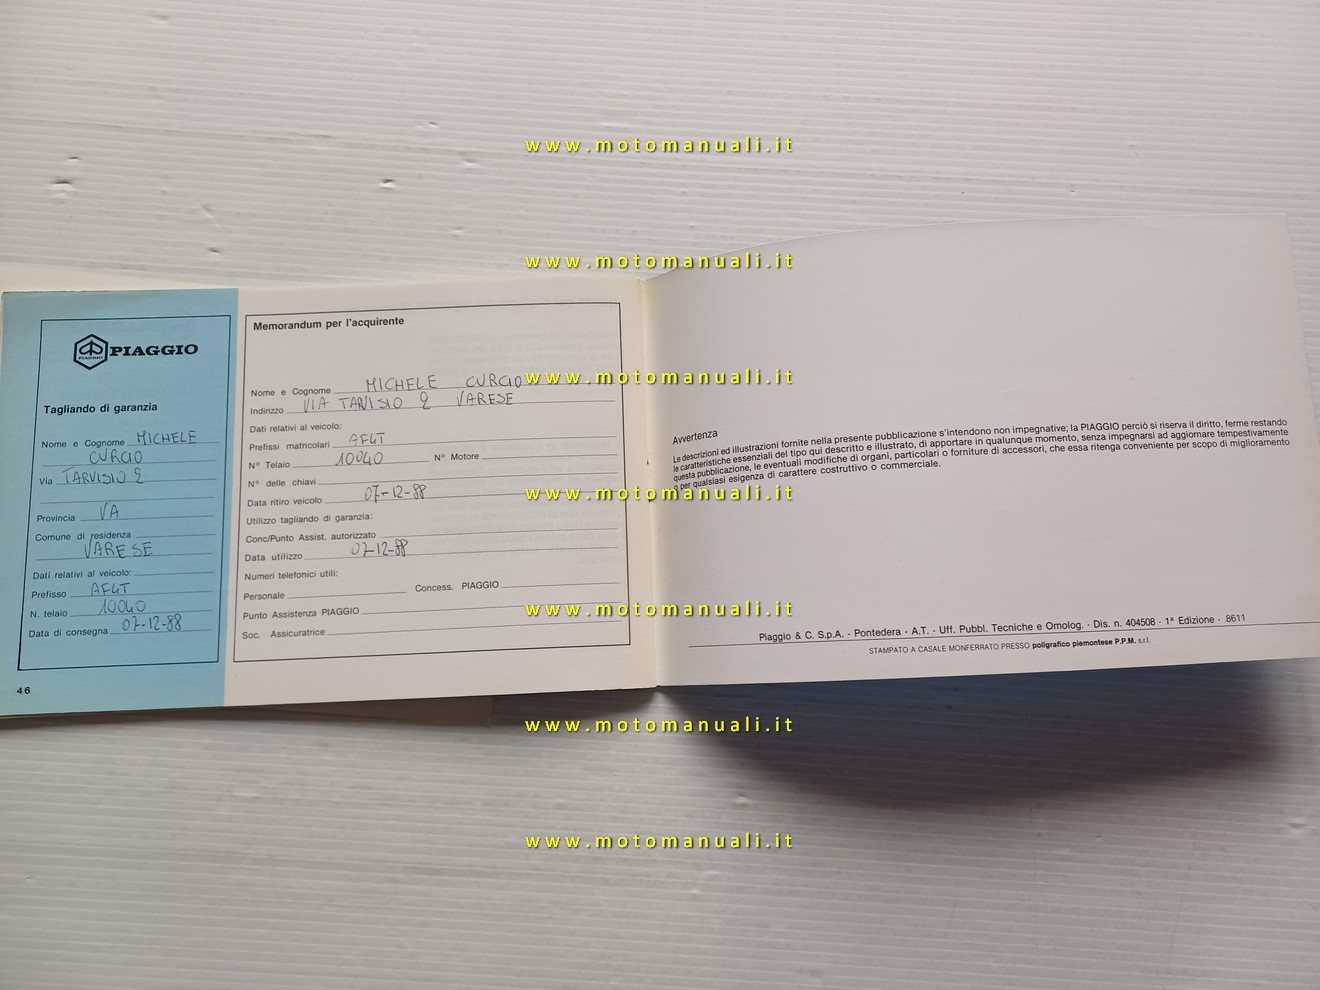 www.motomanuali.it
www.motomanuali.it
www.motomanuali.it
www.motomanuali.it
www.motomanuali.it
www.motomanuali.it
www.motomanuali.it
PIAGGIO
PIAGGIO
Tagliando di garanzia
Nome e Cognome MICHELE
CURCIO
Via TARVISIO 2
Provincia VA
Comune di residenza
VARESE
Dati relativi al veicolo:
Prefisso AF4T
N. telaio 10040
Data di consegna 07-12-88
46
Memorandum per l'acquirente
Nome e Cognome MICHELE CURCIO
Indirizzo VIA TARVISIO 2 VARESE
Dati relativi al veicolo:
Prefissi matricolari AF4T
N° Telaio 10040 N° Motore
N° delle chiavi
Data ritiro veicolo 07-12-88
Utilizzo tagliando di garanzia:
Conc/Punto Assist. autorizzato
Data utilizzo 07-12-88
Numeri telefonici utili:
Personale Concess. PIAGGIO
Punto Assistenza PIAGGIO
Soc. Assicuratrice
Avvertenza
Le descrizioni ed illustrazioni fornite nella presente pubblicazione s'intendono non impegnative; la PIAGGIO perciò si riserva il diritto, ferme restando
le caratteristiche essenziali del tipo qui descritto e illustrato, di apportare in qualunque momento, senza impegnarsi ad aggiornare tempestivamente
questa pubblicazione, le eventuali modifiche di organi, particolari o forniture di accessori, che essa ritenga conveniente per scopo di miglioramento
o per qualsiasi esigenza di carattere costruttivo o commerciale.
Piaggio & C. S.p.A. - Pontedera - A.T. - Uff. Pubbl. Tecniche e Omolog. - Dis. n. 404508 - 1ª Edizione - 8611
STAMPATO A CASALE MONFERRATO PRESSO poligrafico piemontese P.P.M. s.r.l.